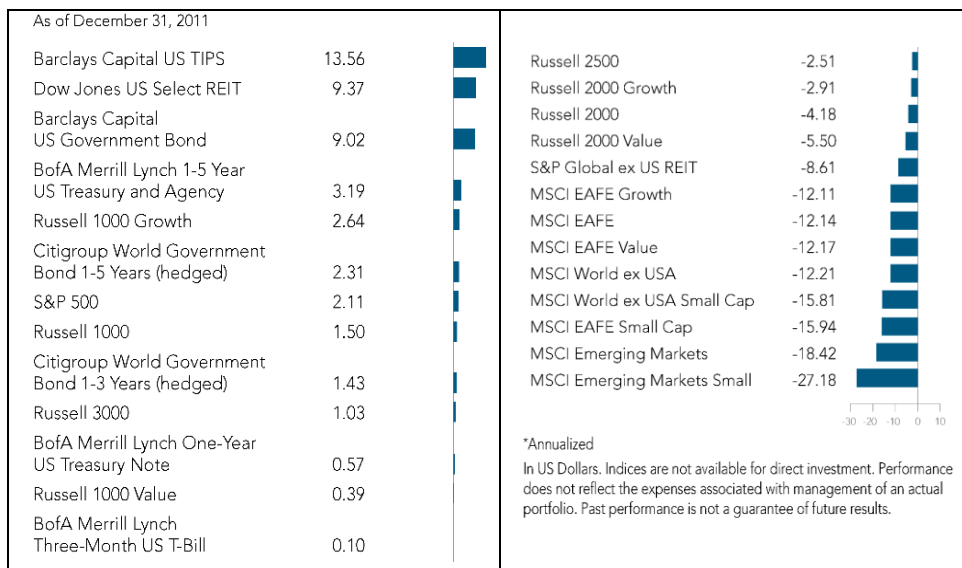 As of December 31, 2011
Barclays Capital US TIPS 13.56
Dow Jones US Select REIT 9.37
Barclays Capital
US Government Bond 9.02
BofA Merrill Lynch 1-5 Year
US Treasury and Agency 3.19
Russell 1000 Growth 2.64
Citigroup World Government
Bond 1-5 Years (hedged) 2.31
S&P 500 2.11
Russell 1000 1.50
Citigroup World Government
Bond 1-3 Years (hedged) 1.43
Russell 3000 1.03
BofA Merrill Lynch One-Year
US Treasury Note 0.57
Russell 1000 Value 0.39
BofA Merrill Lynch
Three-Month US T-Bill 0.10
Russell 2500 -2.51
Russell 2000 Growth -2.91
Russell 2000 -4.18
Russell 2000 Value -5.50
S&P Global ex US REIT -8.61
MSCI EAFE Growth -12.11
MSCI EAFE -12.14
MSCI EAFE Value -12.17
MSCI World ex USA -12.21
MSCI World ex USA Small Cap -15.81
MSCI EAFE Small Cap -15.94
MSCI Emerging Markets -18.42
MSCI Emerging Markets Small -27.18
-30 -20 -10 0 10
*Annualized
In US Dollars. Indices are not available for direct investment. Performance
does not reflect the expenses associated with management of an actual
portfolio. Past performance is not a guarantee of future results.